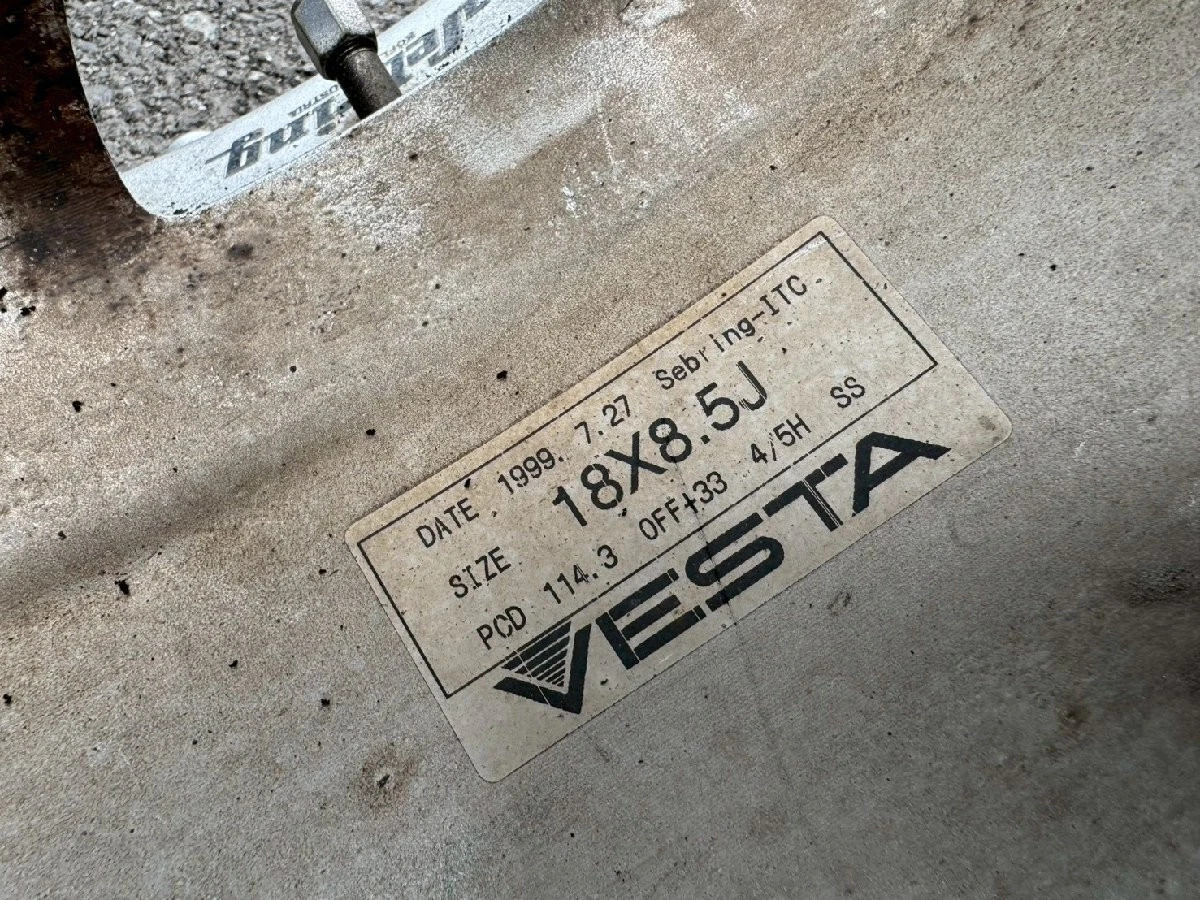 DATE 1999. 7.27 Sebring-ITC.
SIZE 18X8.5J
PCD 114.3 OFF+33 4/5H SS
VESTA